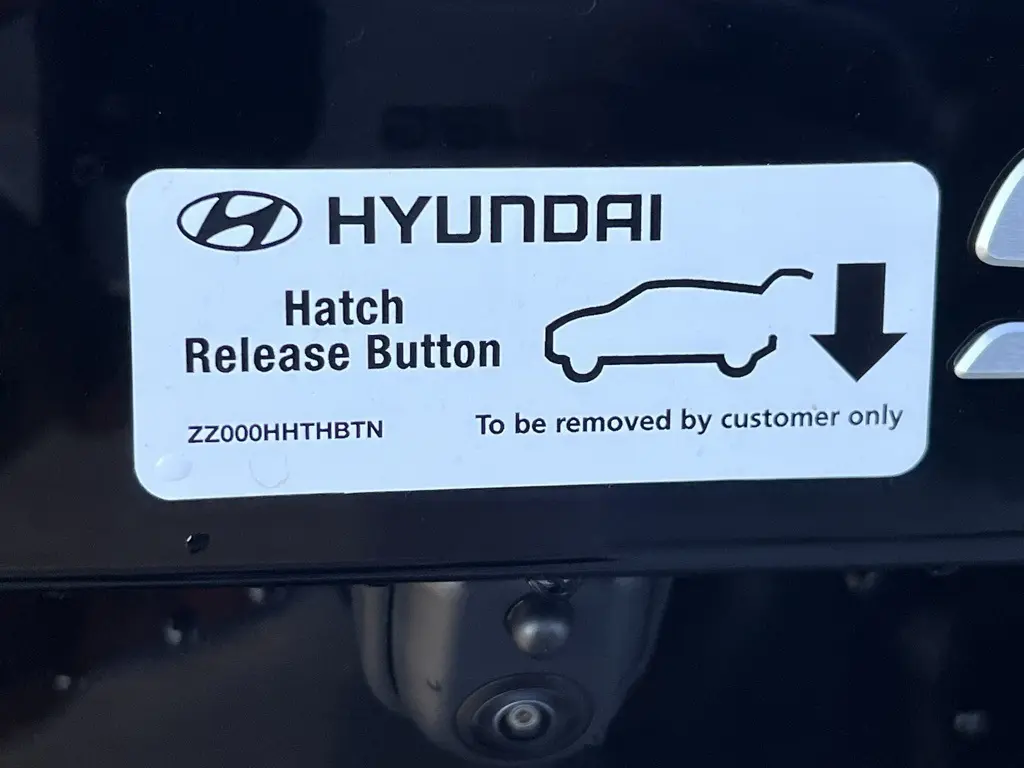 HYUNDAI
Hatch
Release Button
ZZ000HHTHBTN
To be removed by customer only